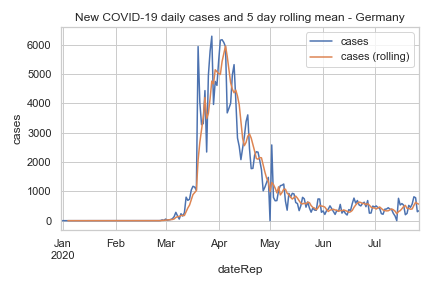 New COVID-19 daily cases and 5 day rolling mean - Germany
cases
cases (rolling)
6000
5000
4000
3000
2000
1000
0
cases
Jan Feb Mar Apr May Jun Jul
2020
dateRep